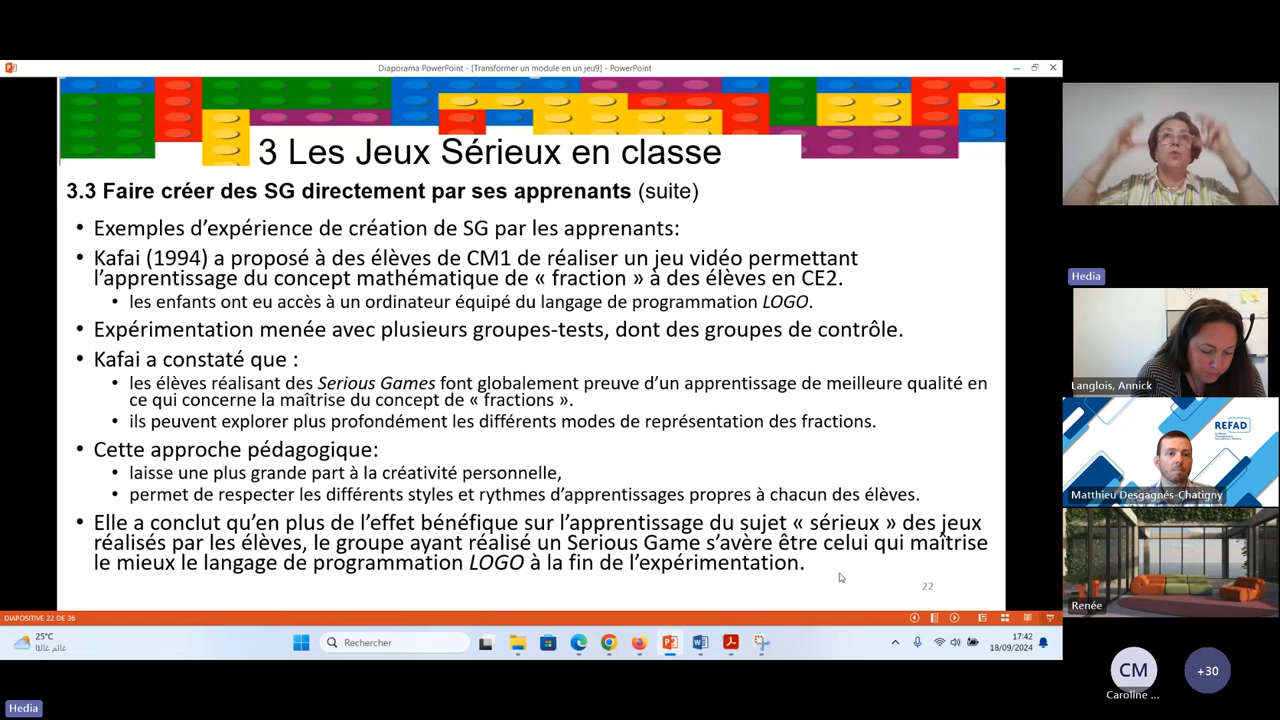 Diaporama PowerPoint - [Transformer un module en un jeu9] - PowerPoint
3 Les Jeux Sérieux en classe
3.3 Faire créer des SG directement par ses apprenants (suite)
• Exemples d’expérience de création de SG par les apprenants:
• Kafai (1994) a proposé à des élèves de CM1 de réaliser un jeu vidéo permettant
l’apprentissage du concept mathématique de « fraction » à des élèves en CE2.
• les enfants ont eu accès à un ordinateur équipé du langage de programmation LOGO.
• Expérimentation menée avec plusieurs groupes-tests, dont des groupes de contrôle.
• Kafai a constaté que :
• les élèves réalisant des Serious Games font globalement preuve d’un apprentissage de meilleure qualité en
ce qui concerne la maîtrise du concept de « fractions ».
• ils peuvent explorer plus profondément les différents modes de représentation des fractions.
• Cette approche pédagogique:
• laisse une plus grande part à la créativité personnelle,
• permet de respecter les différents styles et rythmes d’apprentissages propres à chacun des élèves.
• Elle a conclut qu’en plus de l’effet bénéfique sur l’apprentissage du sujet « sérieux » des jeux
réalisés par les élèves, le groupe ayant réalisé un Serious Game s’avère être celui qui maîtrise
le mieux le langage de programmation LOGO à la fin de l’expérimentation.
22
DIAPOSITIVE 22 DE 36
25°C
غائم غالبًا
Rechercher
17:42
18/09/2024
Hedia
Hedia
Langlois, Annick
REFAD
Matthieu Desgagnés-Chatigny
Renée
CM
Caroline ...
+30